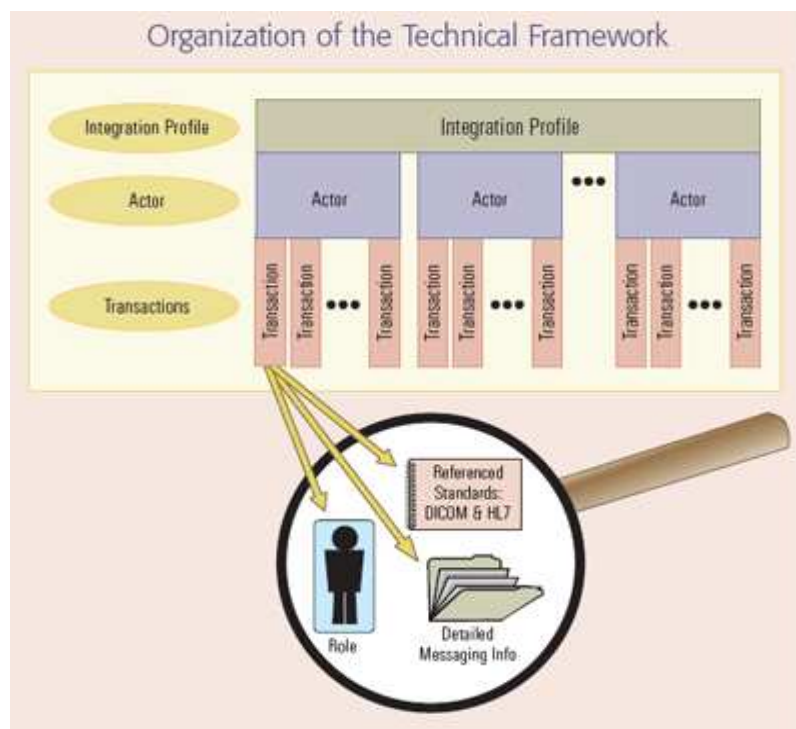 Organization of the Technical Framework
Integration Profile
Integration Profile
Actor
Actor
Actor
Actor
Transactions
Transaction
Transaction
Transaction
Transaction
Transaction
Transaction
Transaction
Transaction
Transaction
Referenced
Standards:
DICOM & HL7
Role
Detailed
Messaging Info